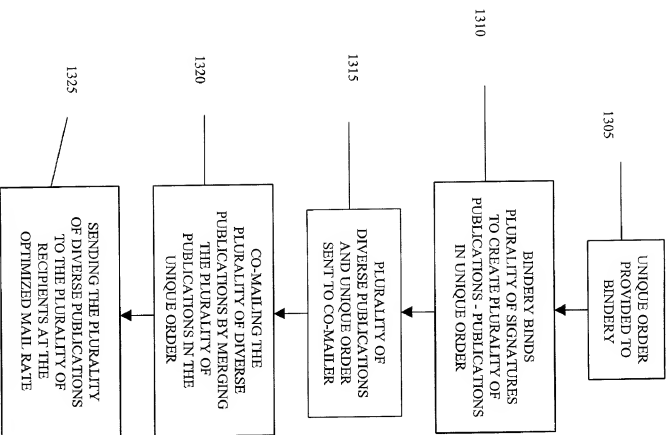 1305
UNIQUE ORDER
PROVIDED TO
BINDERY
1310
BINDERY BINDS
PLURALITY OF SIGNATURES
TO CREATE PLURALITY OF
PUBLICATIONS - PUBLICATIONS
IN UNIQUE ORDER
1315
PLURALITY OF
DIVERSE PUBLICATIONS
AND UNIQUE ORDER
SENT TO CO-MAILER
1320
CO-MAILING THE
PLURALITY OF DIVERSE
PUBLICATIONS BY MERGING
THE PLURALITY OF
PUBLICATIONS IN THE
UNIQUE ORDER
1325
SENDING THE PLURALITY
OF DIVERSE PUBLICATIONS
TO THE PLURALITY OF
RECIPIENTS AT THE
OPTIMIZED MAIL RATE